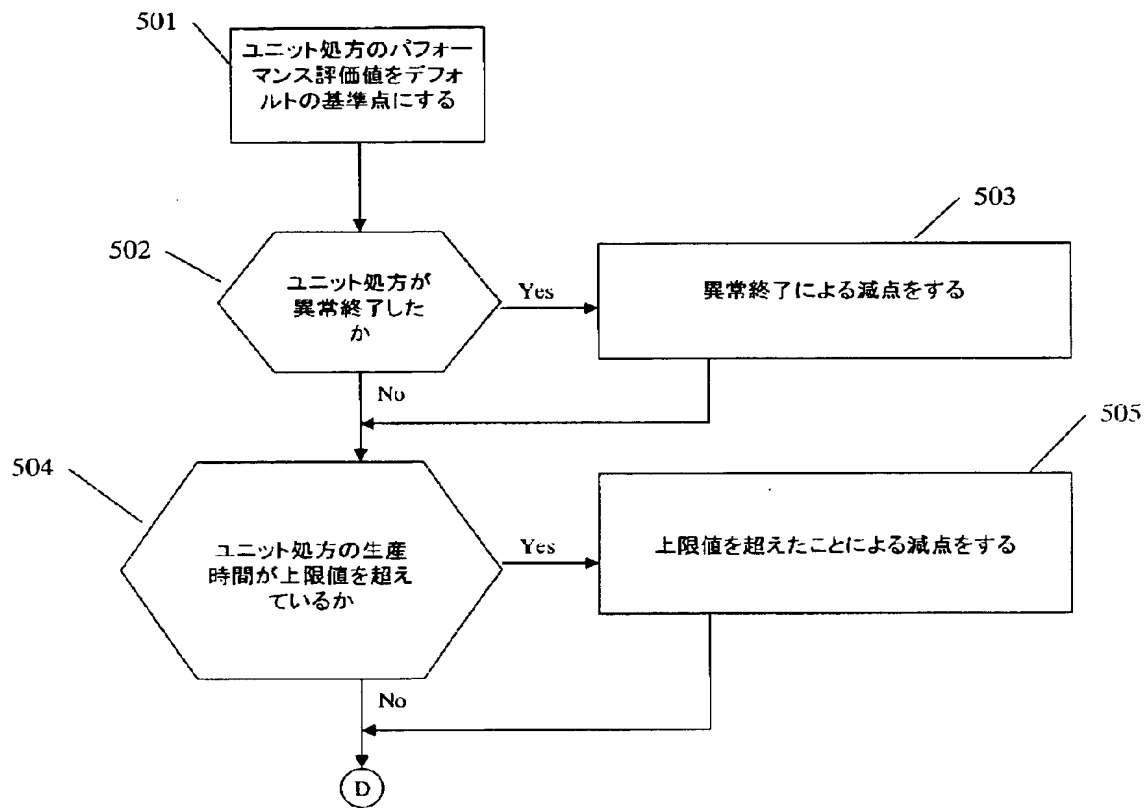 501
ユニット処方のパフォー
マンス評価値をデフォ
ルトの基準点にする
502
ユニット処方が
異常終了した
か
Yes
503
異常終了による減点をする
No
504
ユニット処方の生産
時間が上限値を超え
ているか
Yes
505
上限値を超えたことによる減点をする
No
D